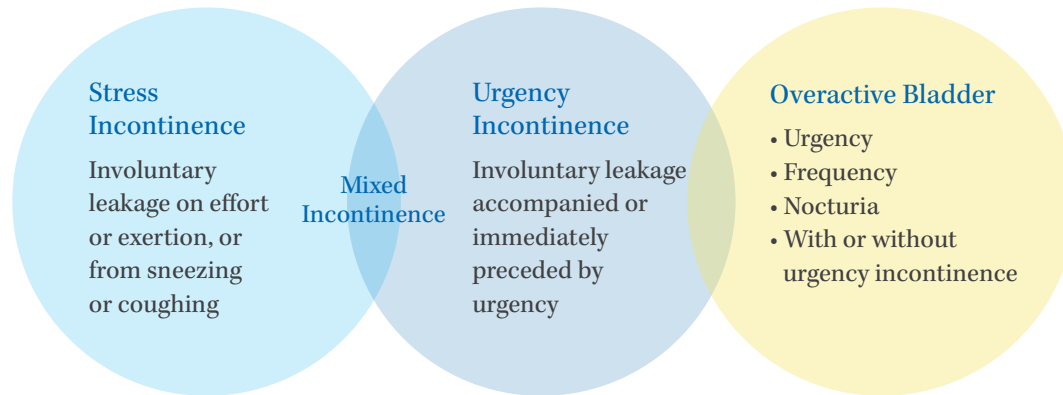 Stress
Incontinence
Involuntary
leakage on effort
or exertion, or
from sneezing
or coughing
Mixed
Incontinence
Urgency
Incontinence
Involuntary leakage
accompanied or
immediately
preceded by
urgency
Overactive Bladder
• Urgency
• Frequency
• Nocturia
• With or without
urgency incontinence